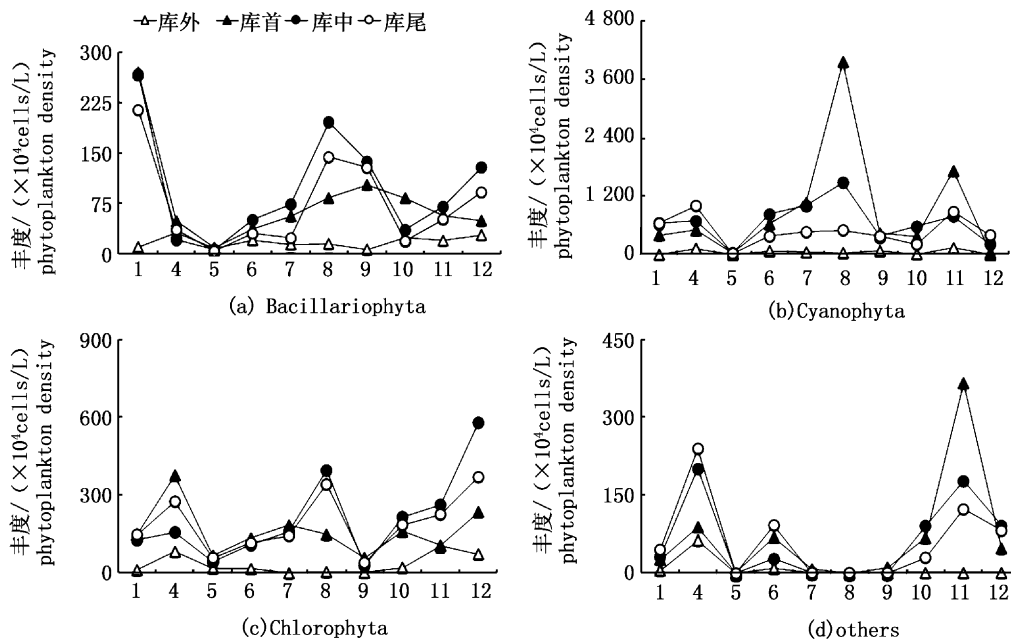 库外 库首 库中 库尾
丰度/(×10⁴cells/L)
phytoplankton density
300
225
150
75
0
1 4 5 6 7 8 9 10 11 12
(a) Bacillariophyta
丰度/(×10⁴cells/L)
phytoplankton density
4 800
3 600
2 400
1 200
0
1 4 5 6 7 8 9 10 11 12
(b)Cyanophyta
丰度/(×10⁴cells/L)
phytoplankton density
900
600
300
0
1 4 5 6 7 8 9 10 11 12
(c)Chlorophyta
丰度/(×10⁴cells/L)
phytoplankton density
450
300
150
0
1 4 5 6 7 8 9 10 11 12
(d)others